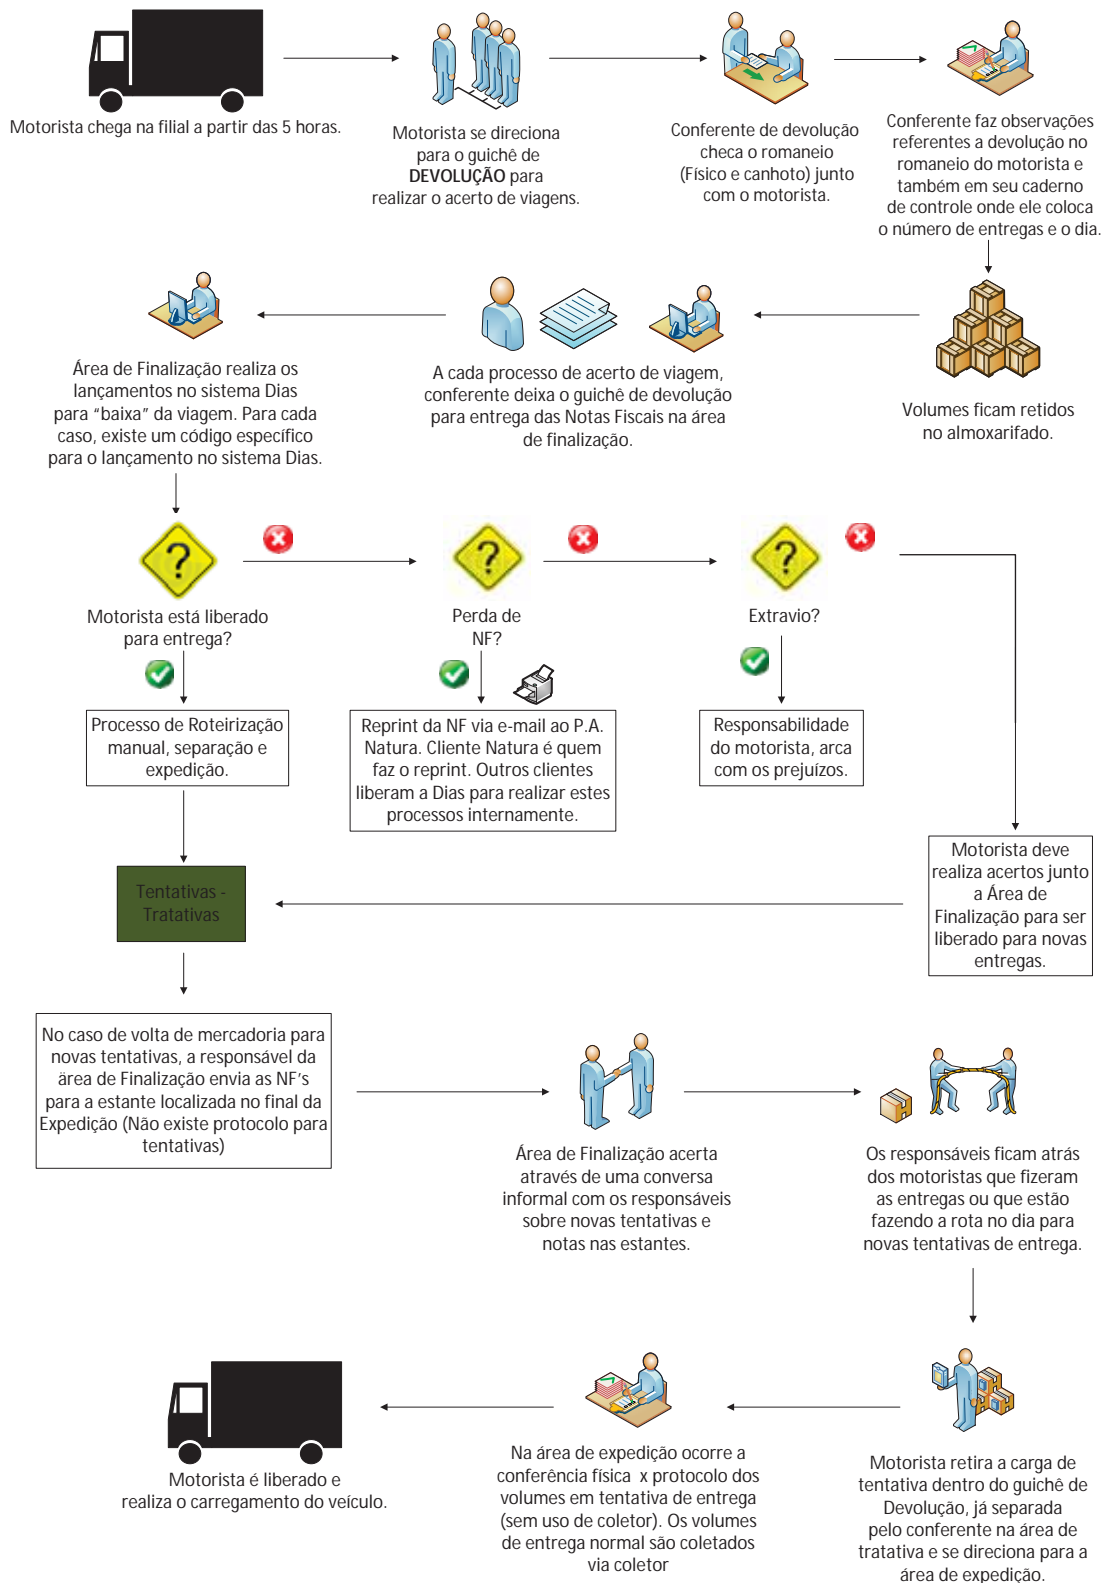 Motorista chega na filial a partir das 5 horas.
Motorista se direciona
para o guichê de
DEVOLUÇÃO para
realizar o acerto de viagens.
Conferente de devolução
checa o romaneio
(Físico e canhoto) junto
com o motorista.
Conferente faz observações
referentes a devolução no
romaneio do motorista e
também em seu caderno
de controle onde ele coloca
o número de entregas e o dia.
Volumes ficam retidos
no almoxarifado.
A cada processo de acerto de viagem,
conferente deixa o guichê de devolução
para entrega das Notas Fiscais na área
de finalização.
Área de Finalização realiza os
lançamentos no sistema Dias
para “baixa” da viagem. Para cada
caso, existe um código específico
para o lançamento no sistema Dias.
Motorista está liberado
para entrega?
Perda de
NF?
Extravio?
Processo de Roteirização
manual, separação e
expedição.
Reprint da NF via e-mail ao P.A.
Natura. Cliente Natura é quem
faz o reprint. Outros clientes
liberam a Dias para realizar estes
processos internamente.
Responsabilidade
do motorista, arca
com os prejuízos.
Motorista deve
realiza acertos junto
a Área de
Finalização para ser
liberado para novas
entregas.
Tentativas -
Tratativas
No caso de volta de mercadoria para
novas tentativas, a responsável da
ärea de Finalização envia as NF’s
para a estante localizada no final da
Expedição (Não existe protocolo para
tentativas)
Área de Finalização acerta
através de uma conversa
informal com os responsáveis
sobre novas tentativas e
notas nas estantes.
Os responsáveis ficam atrás
dos motoristas que fizeram
as entregas ou que estão
fazendo a rota no dia para
novas tentativas de entrega.
Motorista retira a carga de
tentativa dentro do guichê de
Devolução, já separada
pelo conferente na área de
tratativa e se direciona para a
área de expedição.
Na área de expedição ocorre a
conferência física x protocolo dos
volumes em tentativa de entrega
(sem uso de coletor). Os volumes
de entrega normal são coletados
via coletor
Motorista é liberado e
realiza o carregamento do veículo.